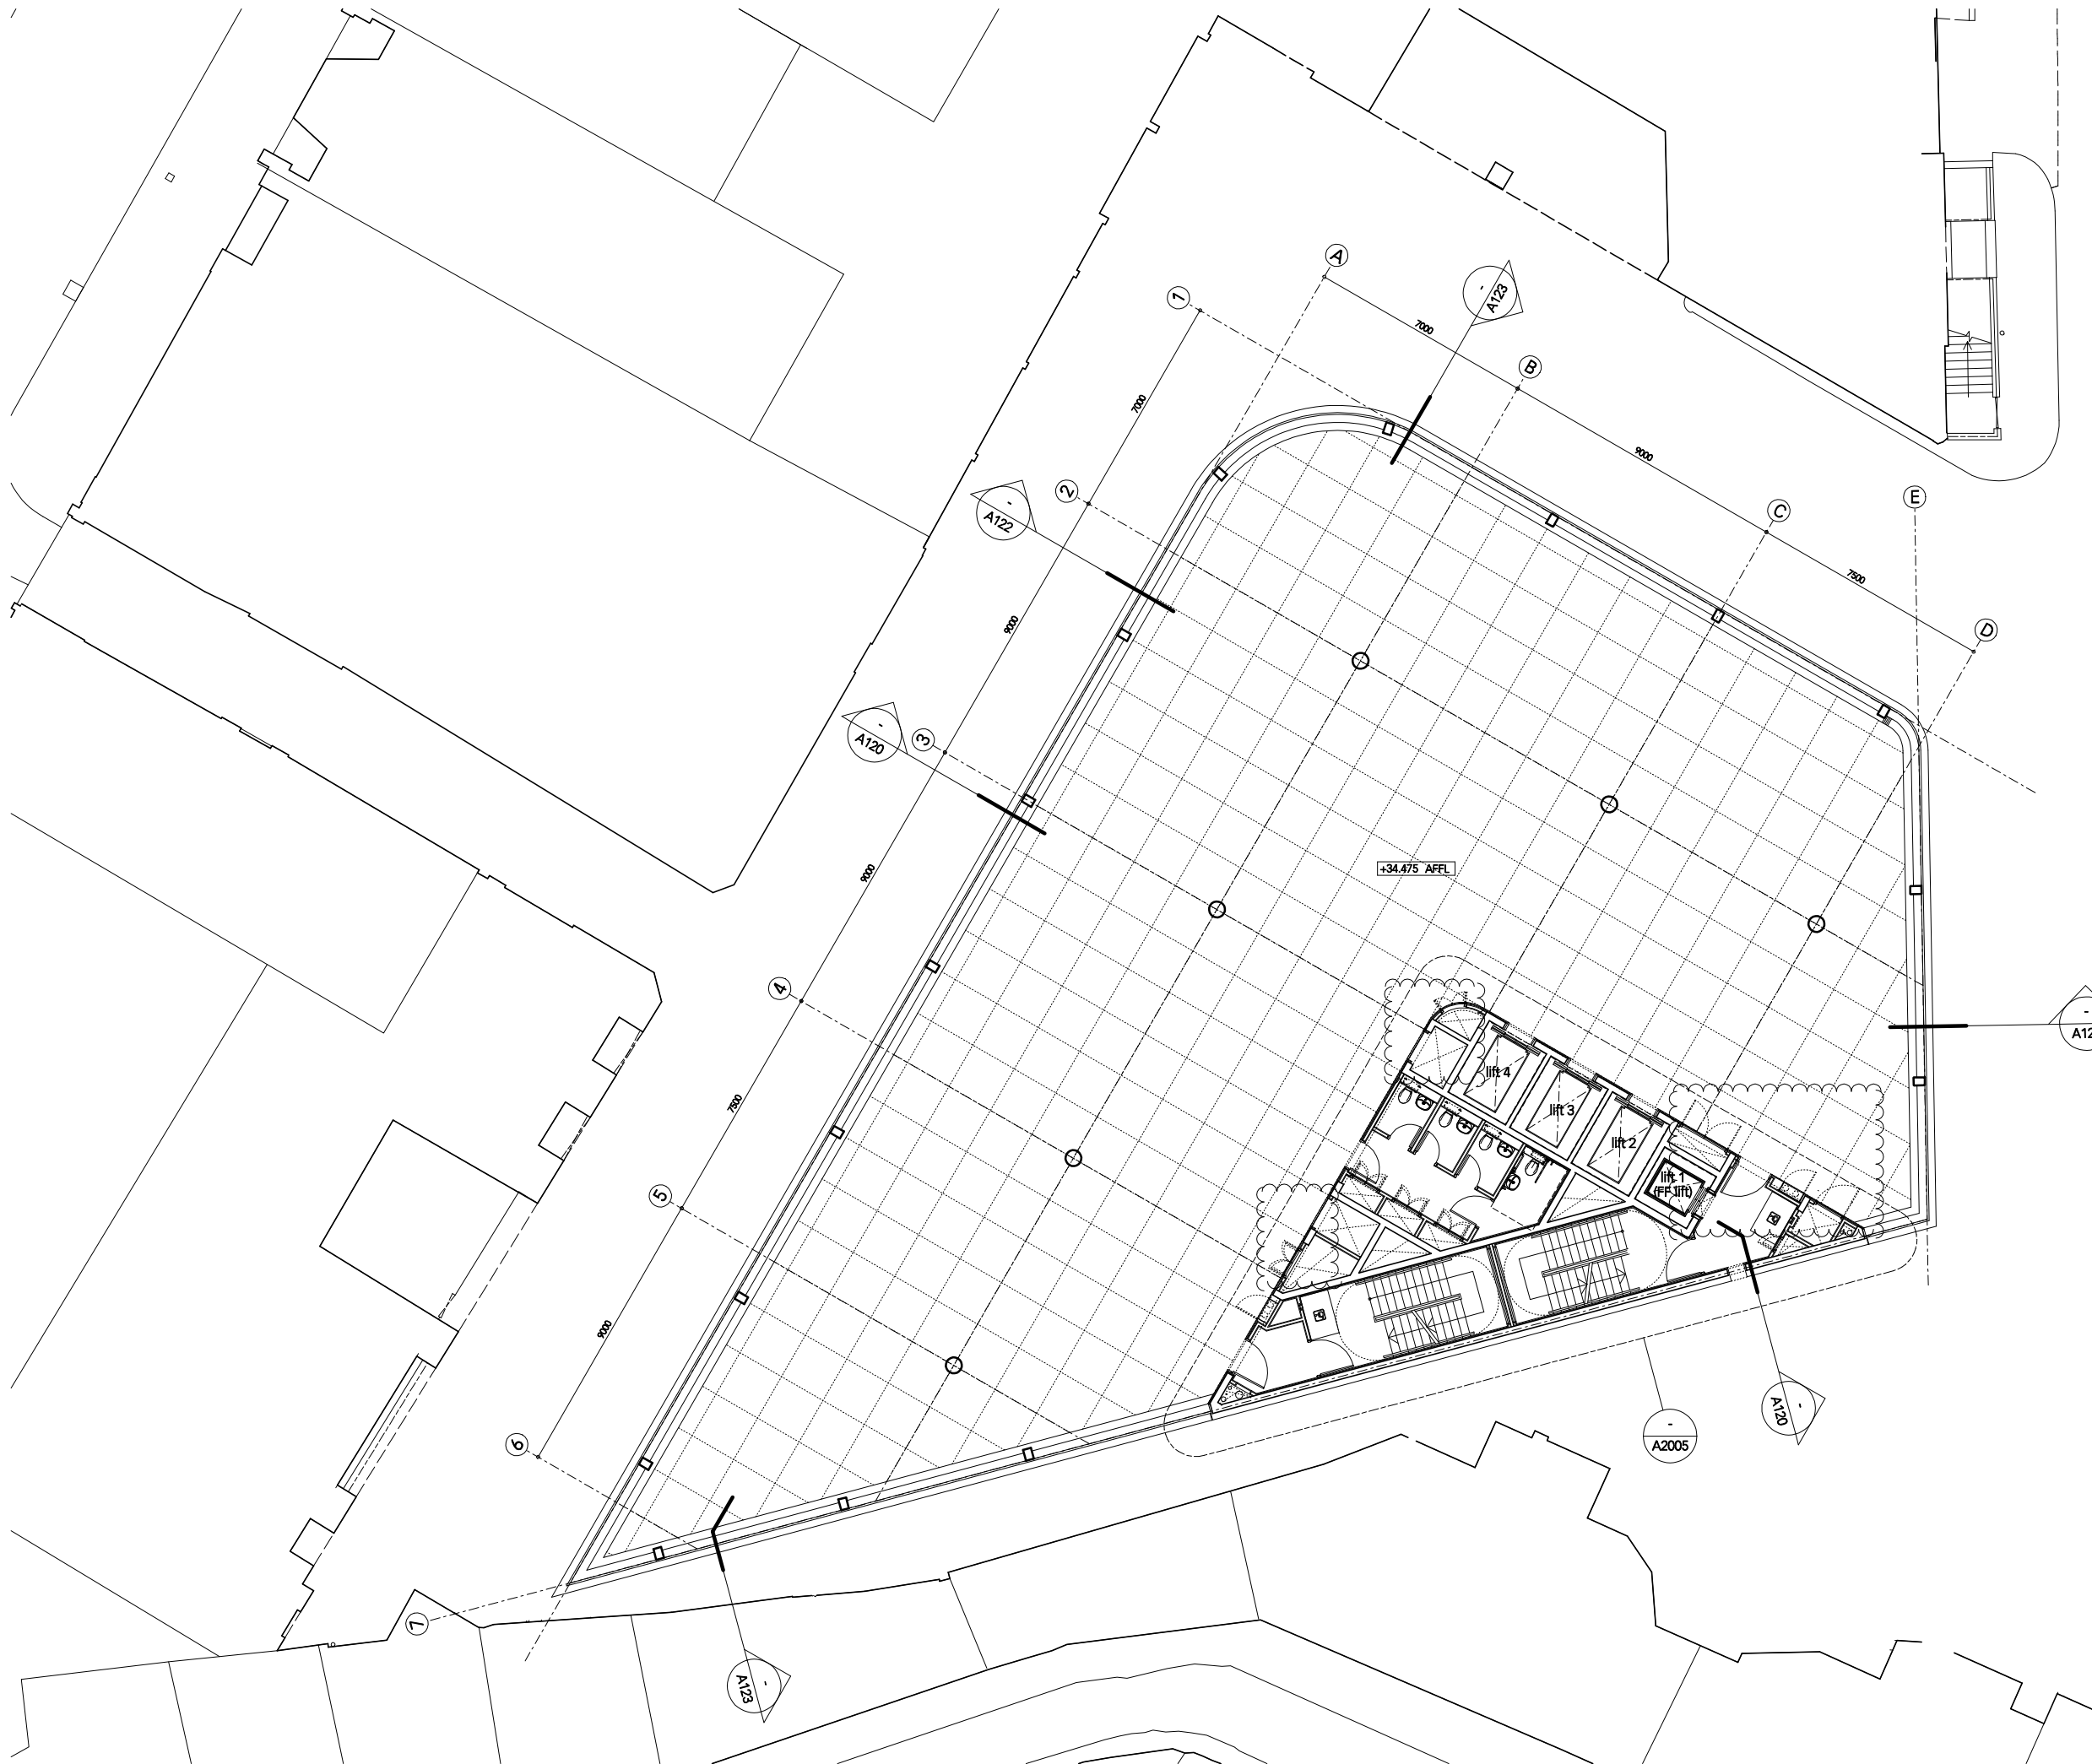 A
1
-
A123
7000
B
7000
2
9000
C
E
-
A122
7500
D
9000
-
A120
3
+34.475 AFFL
9000
4
-
A12
lift 4
lift 3
lift 2
lift 1
(FF lift)
7500
5
9000
-
A120
-
A2005
6
7
-
A123